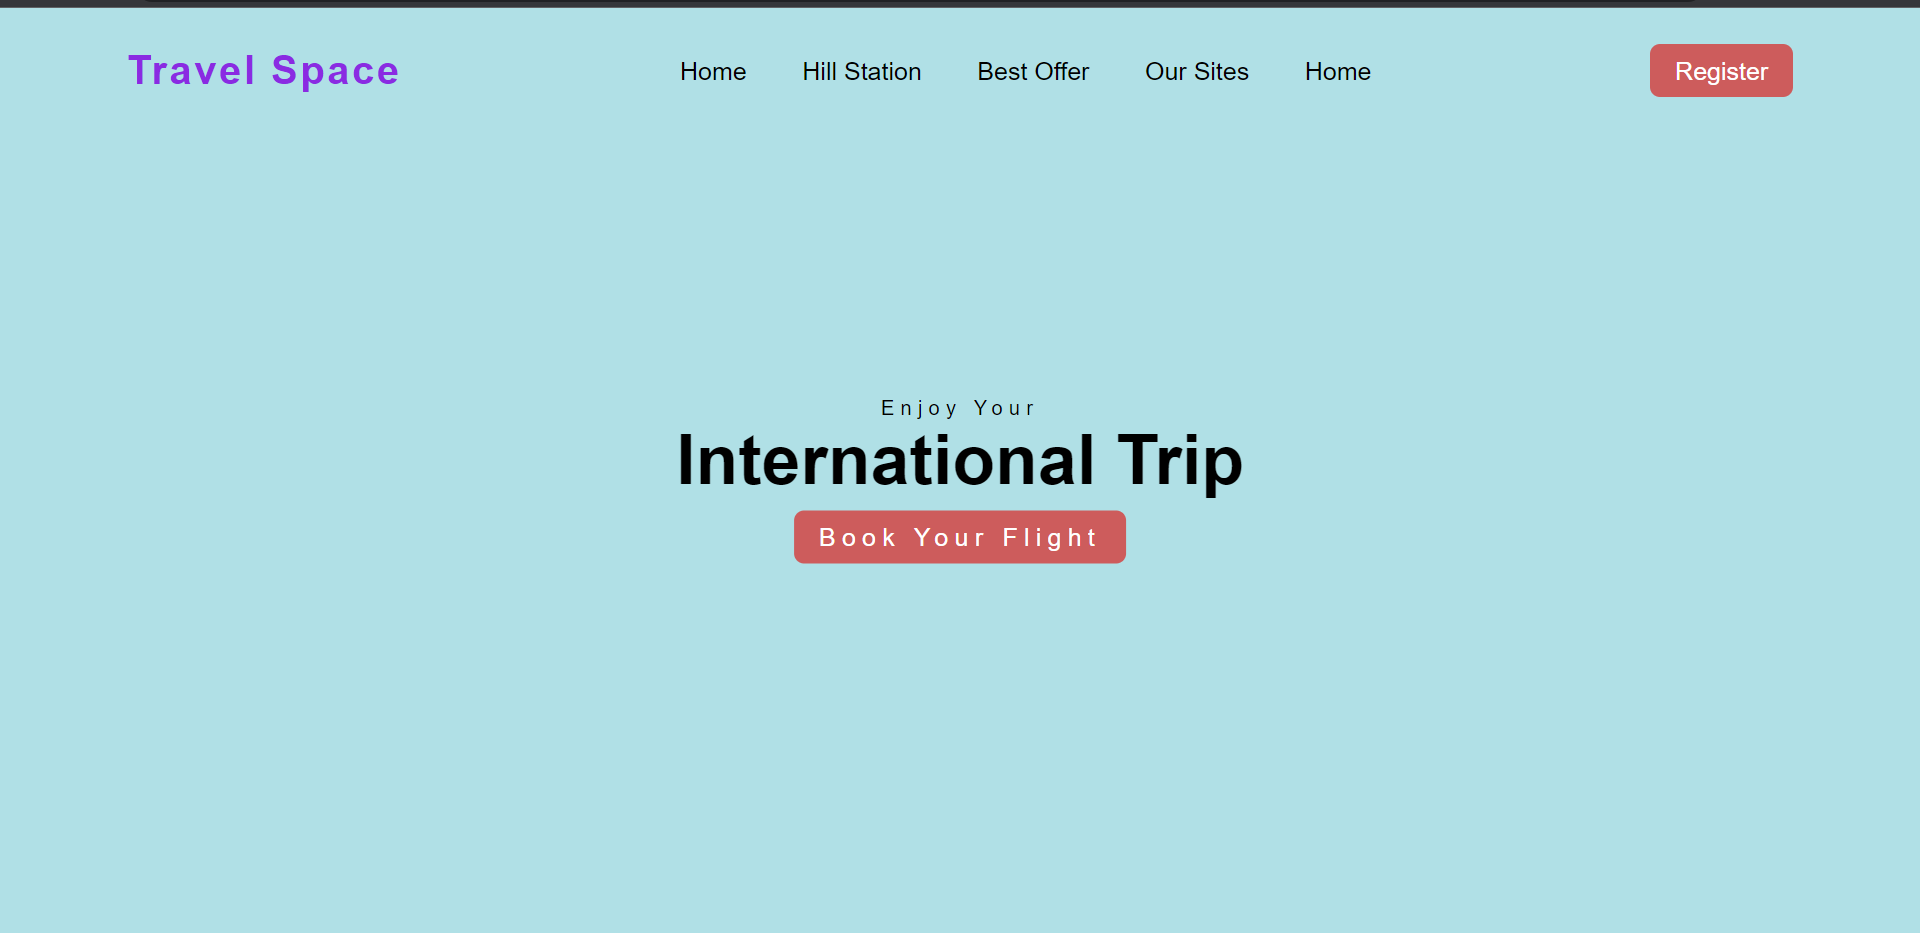 Travel Space Home Hill Station Best Offer Our Sites Home Register
Enjoy Your
International Trip
Book Your Flight